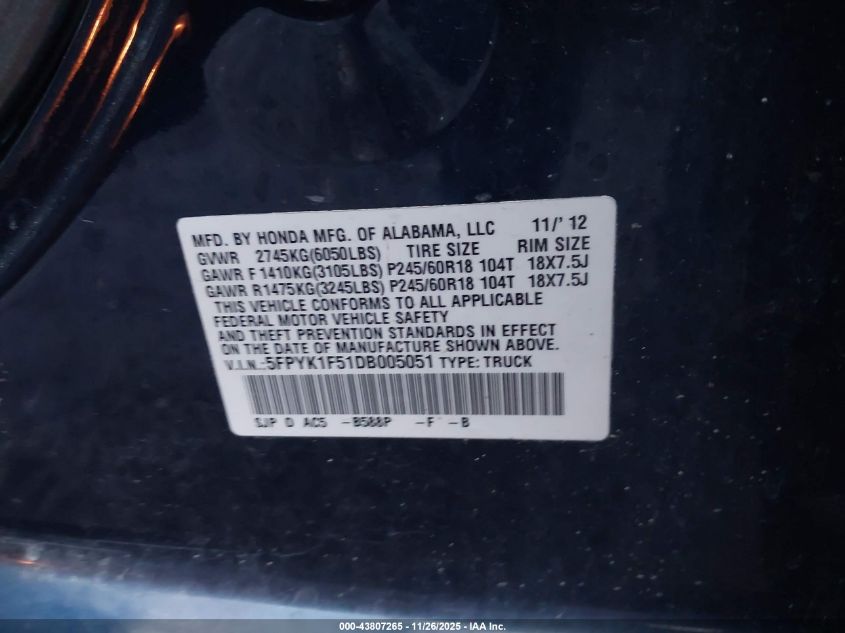 MFD. BY HONDA MFG. OF ALABAMA, LLC 11/' 12
GVWR 2745KG(6050LBS) TIRE SIZE RIM SIZE
GAWR F 1410KG(3105LBS) P245/60R18 104T 18X7.5J
GAWR R1475KG(3245LBS) P245/60R18 104T 18X7.5J
THIS VEHICLE CONFORMS TO ALL APPLICABLE
FEDERAL MOTOR VEHICLE SAFETY
AND THEFT PREVENTION STANDARDS IN EFFECT
ON THE DATE OF MANUFACTURE SHOWN ABOVE.
V.I.N.:5FPYK1F51DB005051 TYPE: TRUCK
SJP D AC5 -B588P -F -B
000-43807265 - 11/26/2025 - IAA Inc.